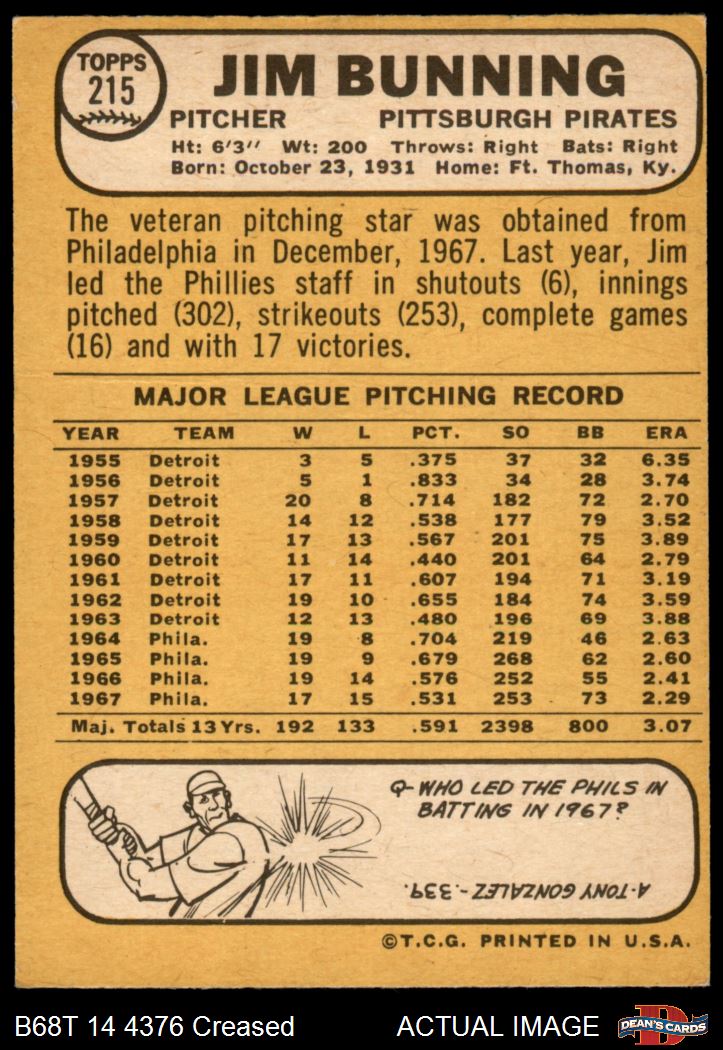 TOPPS
215
JIM BUNNING
PITCHER PITTSBURGH PIRATES
Ht: 6'3" Wt: 200 Throws: Right Bats: Right
Born: October 23, 1931 Home: Ft. Thomas, Ky.
The veteran pitching star was obtained from
Philadelphia in December, 1967. Last year, Jim
led the Phillies staff in shutouts (6), innings
pitched (302), strikeouts (253), complete games
(16) and with 17 victories.
MAJOR LEAGUE PITCHING RECORD
YEAR TEAM W L PCT. SO BB ERA
1955 Detroit 3 5 .375 37 32 6.35
1956 Detroit 5 1 .833 34 28 3.74
1957 Detroit 20 8 .714 182 72 2.70
1958 Detroit 14 12 .538 177 79 3.52
1959 Detroit 17 13 .567 201 75 3.89
1960 Detroit 11 14 .440 201 64 2.79
1961 Detroit 17 11 .607 194 71 3.19
1962 Detroit 19 10 .655 184 74 3.59
1963 Detroit 12 13 .480 196 69 3.88
1964 Phila. 19 8 .704 219 46 2.63
1965 Phila. 19 9 .679 268 62 2.60
1966 Phila. 19 14 .576 252 55 2.41
1967 Phila. 17 15 .531 253 73 2.29
Maj. Totals 13 Yrs. 192 133 .591 2398 800 3.07
Q-WHO LED THE PHILS IN
BATTING IN 1967?
A-TONY GONZALEZ-.339.
©T.C.G. PRINTED IN U.S.A.
B68T 14 4376 Creased ACTUAL IMAGE
D
DEAN'S CARDS